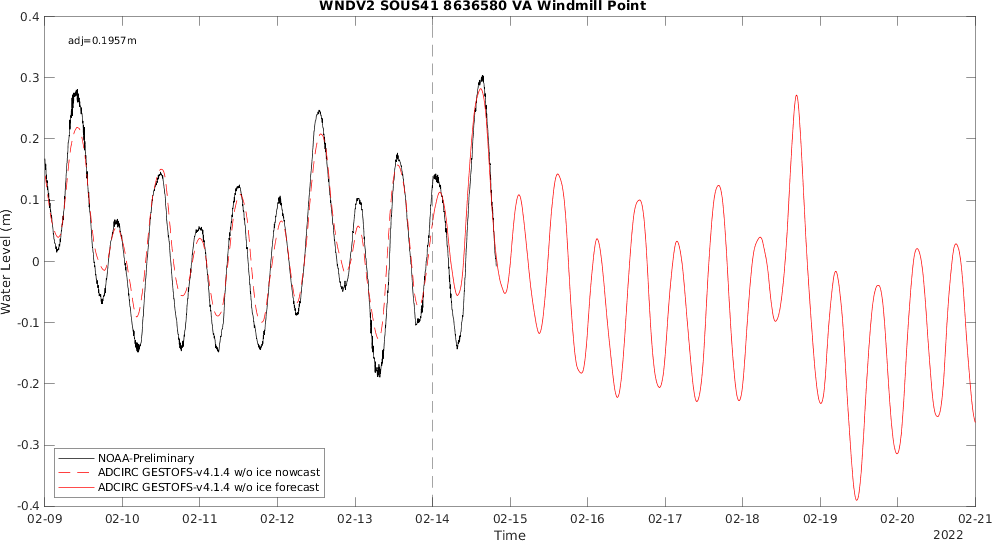 WNDV2 SOUS41 8636580 VA Windmill Point
adj=0.1957m
Water Level (m)
0.4
0.3
0.2
0.1
0
-0.1
-0.2
-0.3
-0.4
NOAA-Preliminary
ADCIRC GESTOFS-v4.1.4 w/o ice nowcast
ADCIRC GESTOFS-v4.1.4 w/o ice forecast
02-09 02-10 02-11 02-12 02-13 02-14 02-15 02-16 02-17 02-18 02-19 02-20 02-21
Time
2022